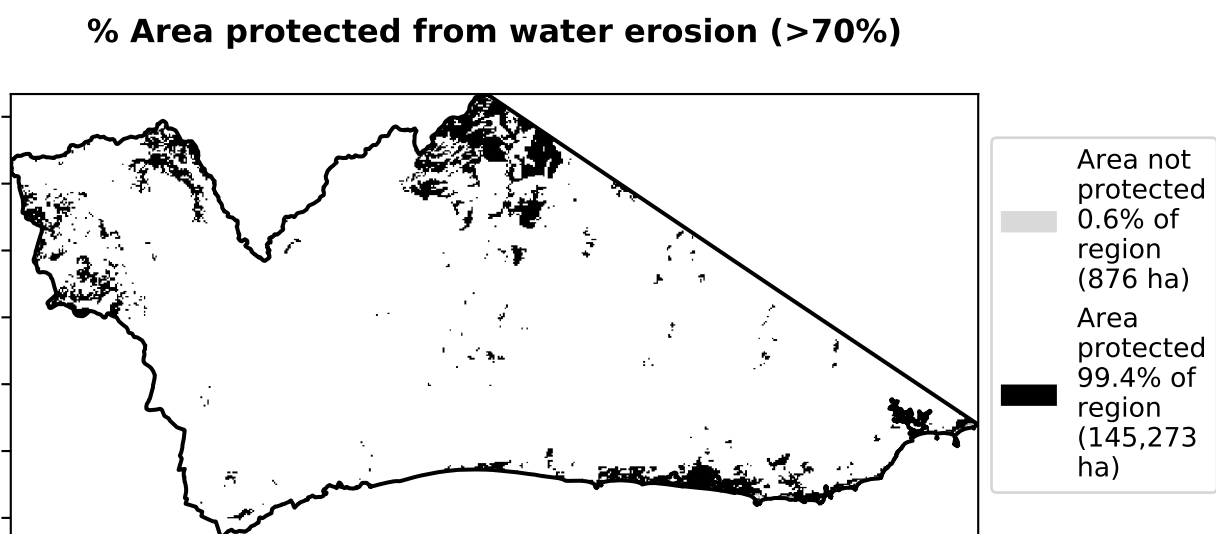 % Area protected from water erosion (>70%)
Area not
protected
0.6% of
region
(876 ha)
Area
protected
99.4% of
region
(145,273
ha)